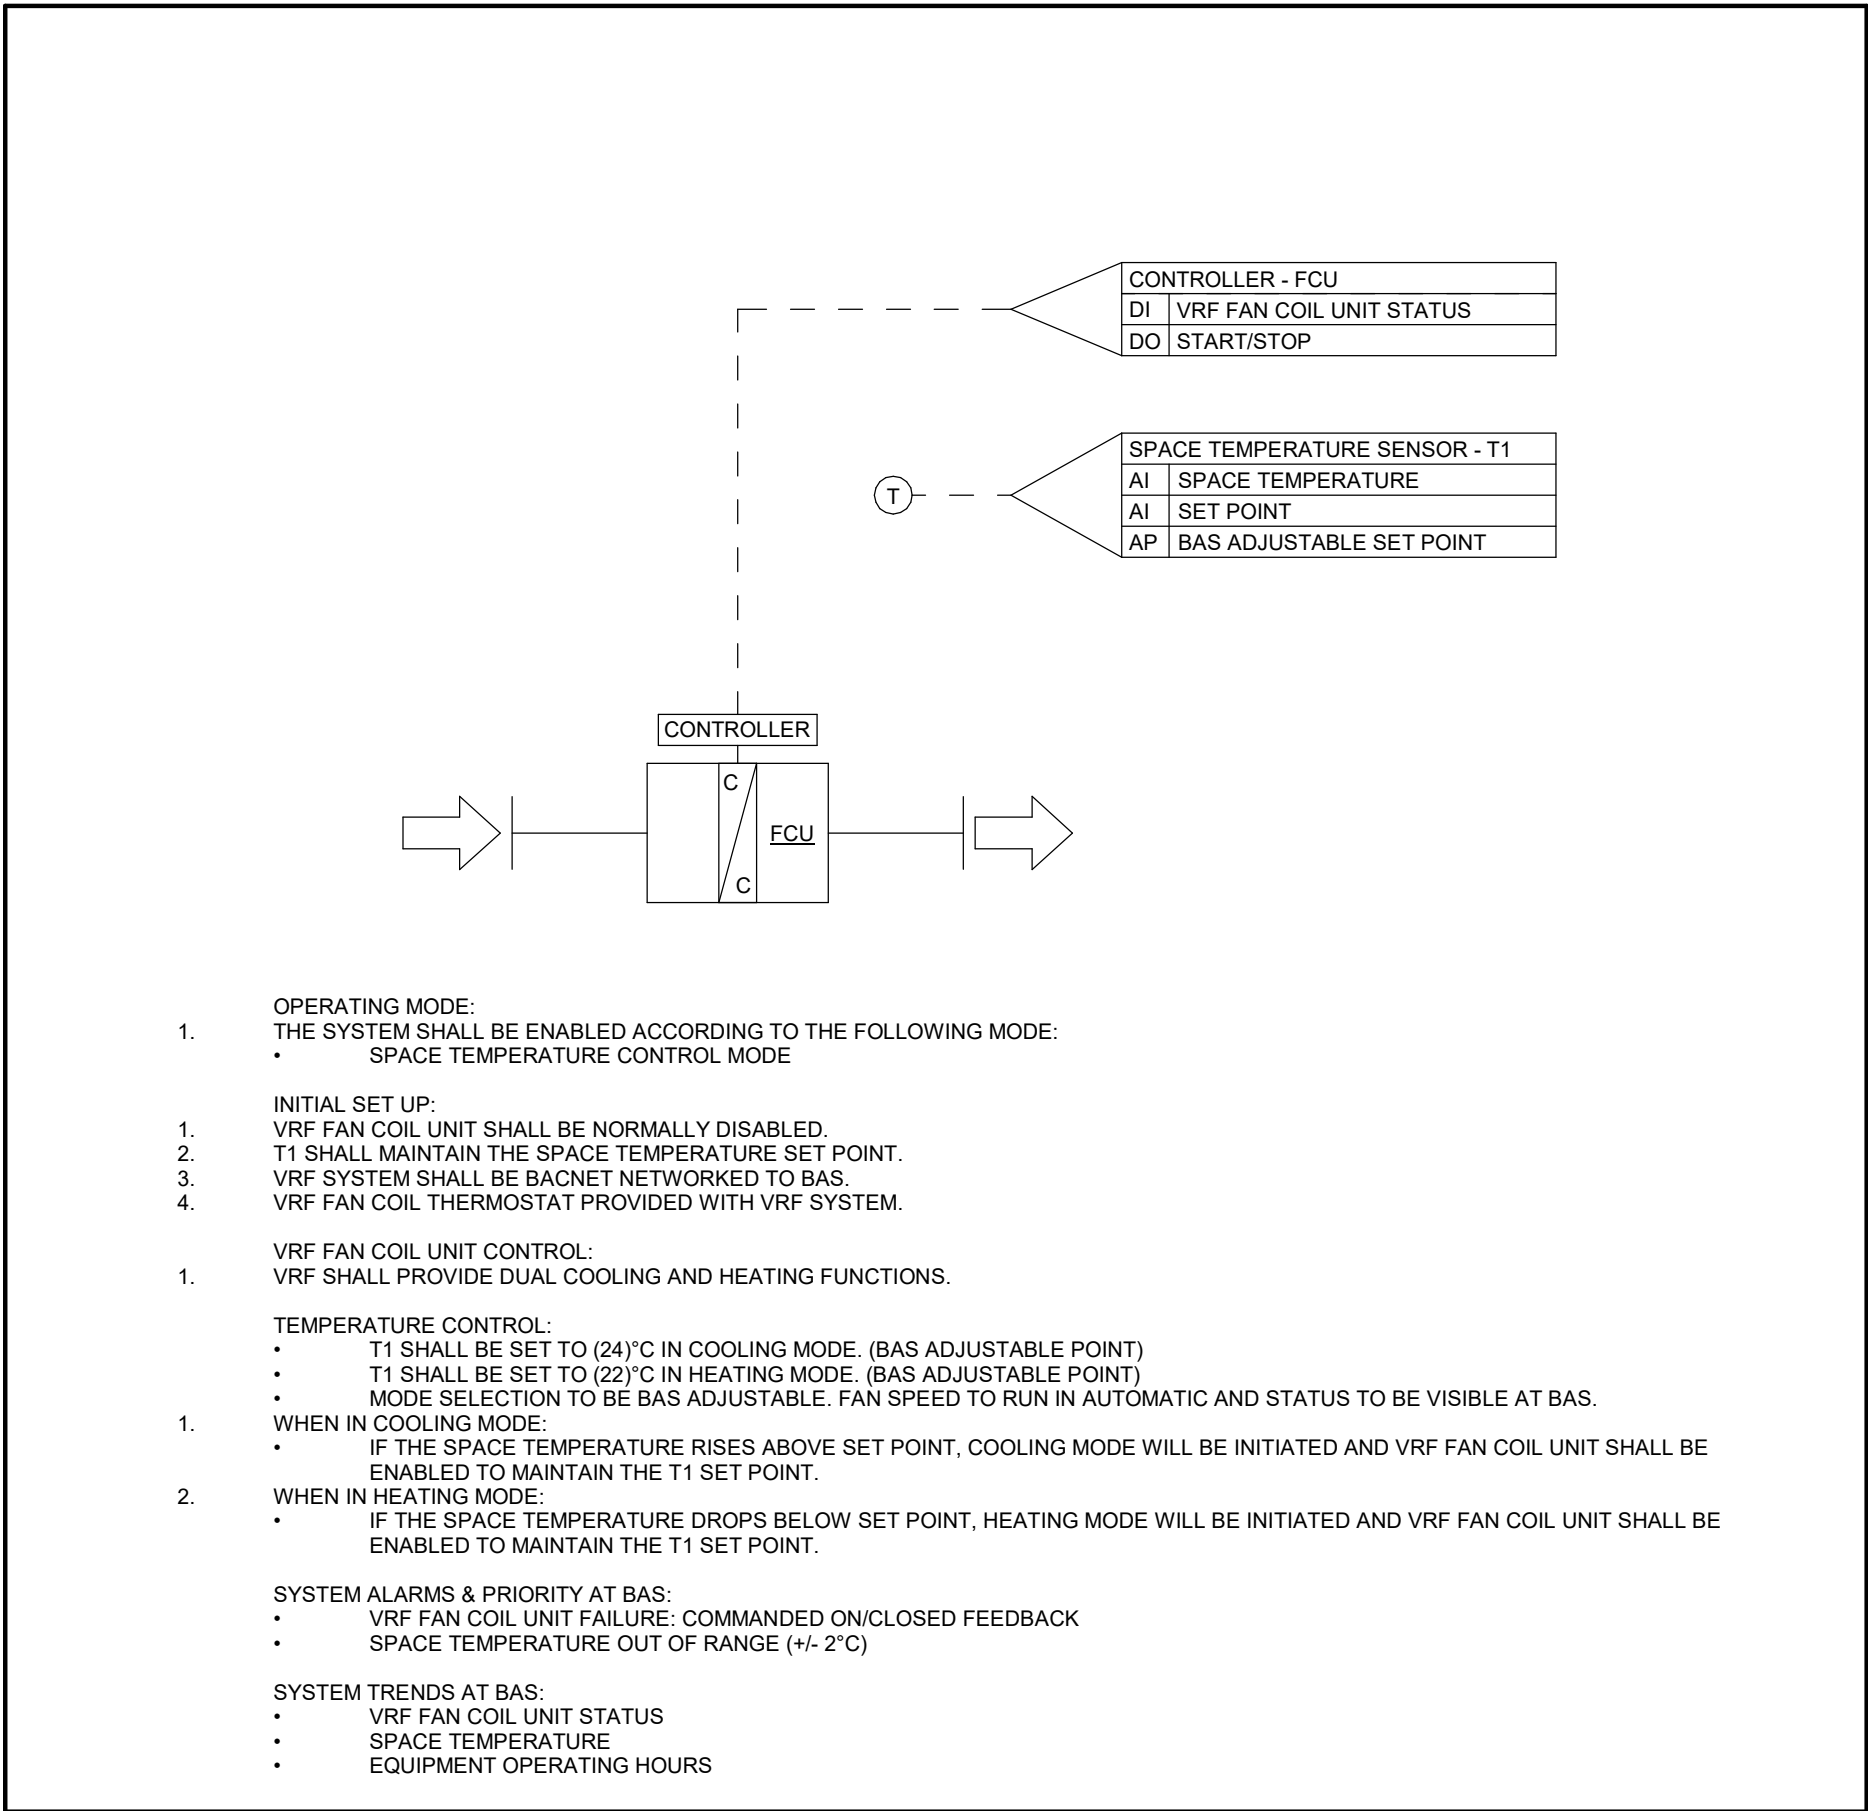 CONTROLLER - FCU
DI VRF FAN COIL UNIT STATUS
DO START/STOP
SPACE TEMPERATURE SENSOR - T1
AI SPACE TEMPERATURE
AI SET POINT
AP BAS ADJUSTABLE SET POINT
T
CONTROLLER
C
FCU
C
OPERATING MODE:
1. THE SYSTEM SHALL BE ENABLED ACCORDING TO THE FOLLOWING MODE:
• SPACE TEMPERATURE CONTROL MODE
INITIAL SET UP:
1. VRF FAN COIL UNIT SHALL BE NORMALLY DISABLED.
2. T1 SHALL MAINTAIN THE SPACE TEMPERATURE SET POINT.
3. VRF SYSTEM SHALL BE BACNET NETWORKED TO BAS.
4. VRF FAN COIL THERMOSTAT PROVIDED WITH VRF SYSTEM.
VRF FAN COIL UNIT CONTROL:
1. VRF SHALL PROVIDE DUAL COOLING AND HEATING FUNCTIONS.
TEMPERATURE CONTROL:
• T1 SHALL BE SET TO (24)°C IN COOLING MODE. (BAS ADJUSTABLE POINT)
• T1 SHALL BE SET TO (22)°C IN HEATING MODE. (BAS ADJUSTABLE POINT)
• MODE SELECTION TO BE BAS ADJUSTABLE. FAN SPEED TO RUN IN AUTOMATIC AND STATUS TO BE VISIBLE AT BAS.
1. WHEN IN COOLING MODE:
• IF THE SPACE TEMPERATURE RISES ABOVE SET POINT, COOLING MODE WILL BE INITIATED AND VRF FAN COIL UNIT SHALL BE
ENABLED TO MAINTAIN THE T1 SET POINT.
2. WHEN IN HEATING MODE:
• IF THE SPACE TEMPERATURE DROPS BELOW SET POINT, HEATING MODE WILL BE INITIATED AND VRF FAN COIL UNIT SHALL BE
ENABLED TO MAINTAIN THE T1 SET POINT.
SYSTEM ALARMS & PRIORITY AT BAS:
• VRF FAN COIL UNIT FAILURE: COMMANDED ON/CLOSED FEEDBACK
• SPACE TEMPERATURE OUT OF RANGE (+/- 2°C)
SYSTEM TRENDS AT BAS:
• VRF FAN COIL UNIT STATUS
• SPACE TEMPERATURE
• EQUIPMENT OPERATING HOURS